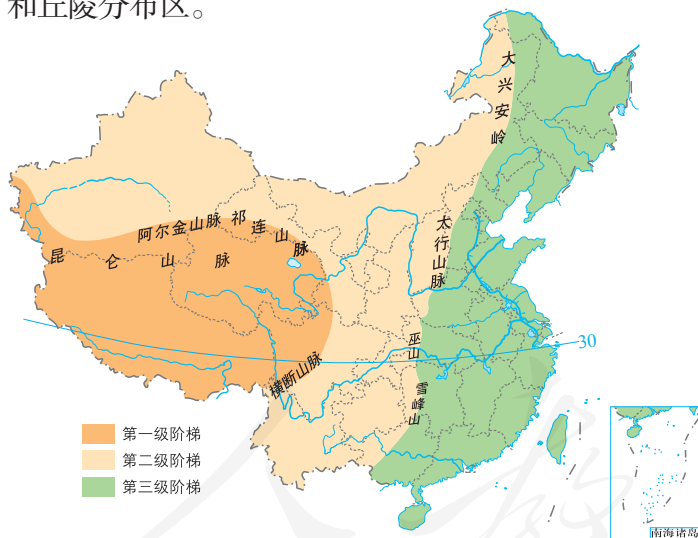 和丘陵分布区。
大兴安岭
阿尔金山脉
祁连山脉
昆仑山脉
太行山脉
巫山
雪峰山
横断山脉
30
第一级阶梯
第二级阶梯
第三级阶梯
南海诸岛